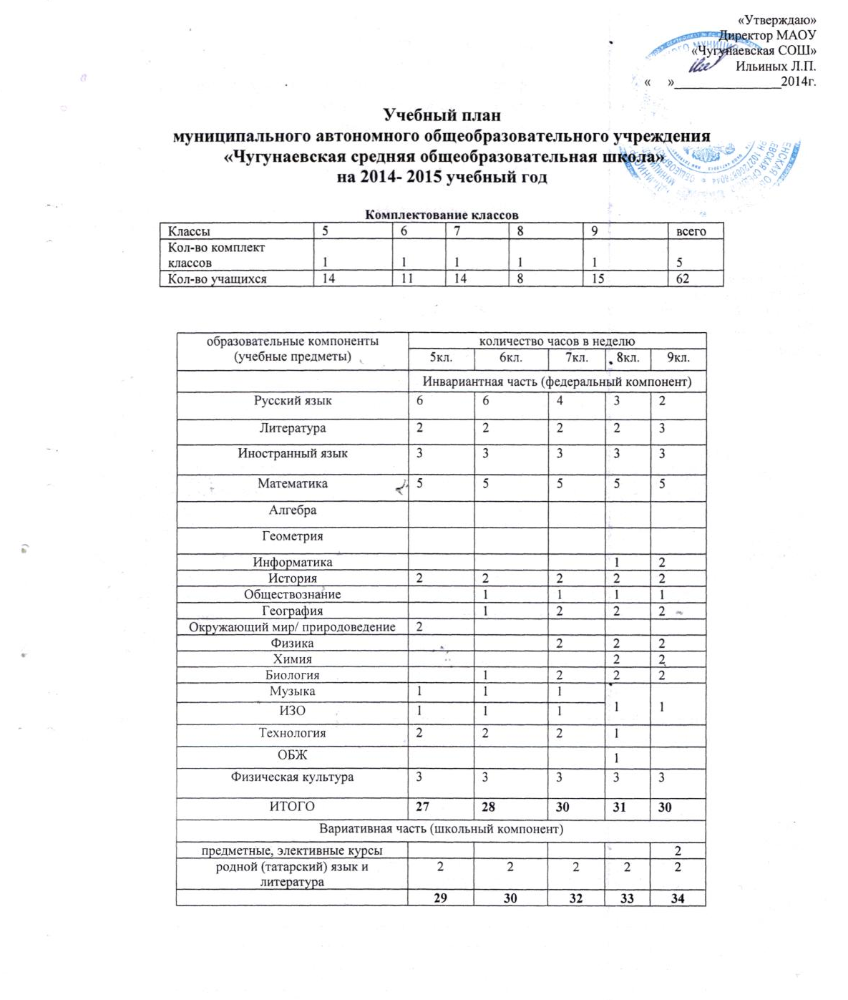 «Утверждаю»
Директор МАОУ
«Чугунаевская СОШ»
Ильиных Л.П.
«     »________________2014г.
Учебный план
муниципального автономного общеобразовательного учреждения
«Чугунаевская средняя общеобразовательная школа»
на 2014- 2015 учебный год
Комплектование классов
Классы 5 6 7 8 9 всего
Кол-во комплект
классов 1 1 1 1 1 5
Кол-во учащихся 14 11 14 8 15 62
образовательные компоненты количество часов в неделю
(учебные предметы) 5кл. 6кл. 7кл. 8кл. 9кл.
Инвариантная часть (федеральный компонент)
Русский язык 6 6 4 3 2
Литература 2 2 2 2 3
Иностранный язык 3 3 3 3 3
Математика 5 5 5 5 5
Алгебра
Геометрия
Информатика 1 2
История 2 2 2 2 2
Обществознание 1 1 1 1
География 1 2 2 2
Окружающий мир/ природоведение 2
Физика 2 2 2
Химия 2 2
Биология 1 2 2 2
Музыка 1 1 1
ИЗО 1 1 1 1 1
Технология 2 2 2 1
ОБЖ 1
Физическая культура 3 3 3 3 3
ИТОГО 27 28 30 31 30
Вариативная часть (школьный компонент)
предметные, элективные курсы 2
родной (татарский) язык и 2 2 2 2 2
литература
29 30 32 33 34